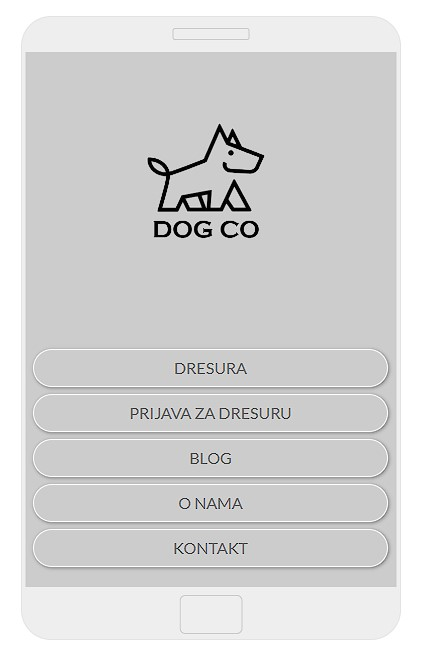 DOG CO
DRESURA
PRIJAVA ZA DRESURU
BLOG
O NAMA
KONTAKT